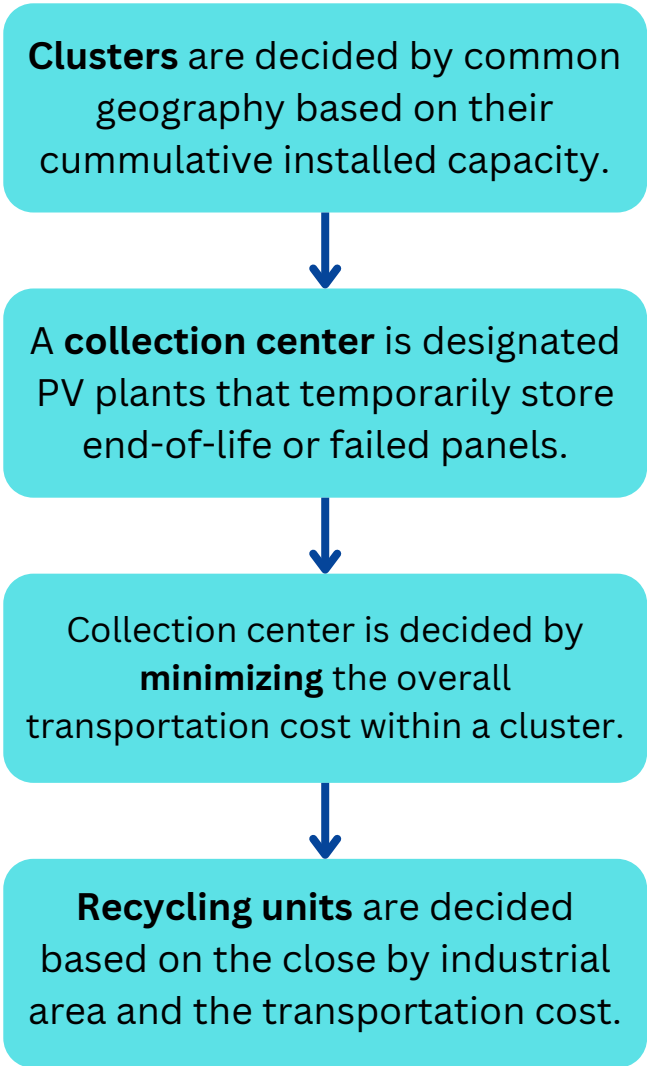 Clusters are decided by common
geography based on their
cummulative installed capacity.
A collection center is designated
PV plants that temporarily store
end-of-life or failed panels.
Collection center is decided by
minimizing the overall
transportation cost within a cluster.
Recycling units are decided
based on the close by industrial
area and the transportation cost.